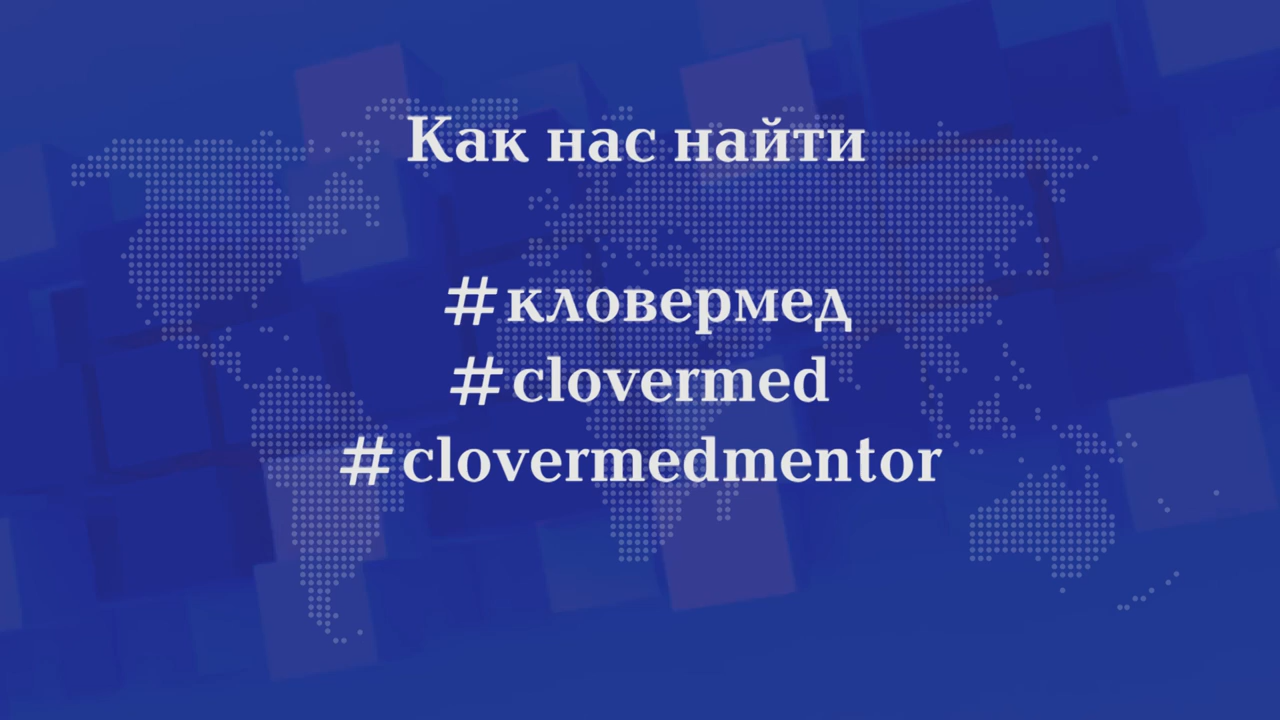 Как нас найти
#кловермед
#clovermed
#clovermedmentor